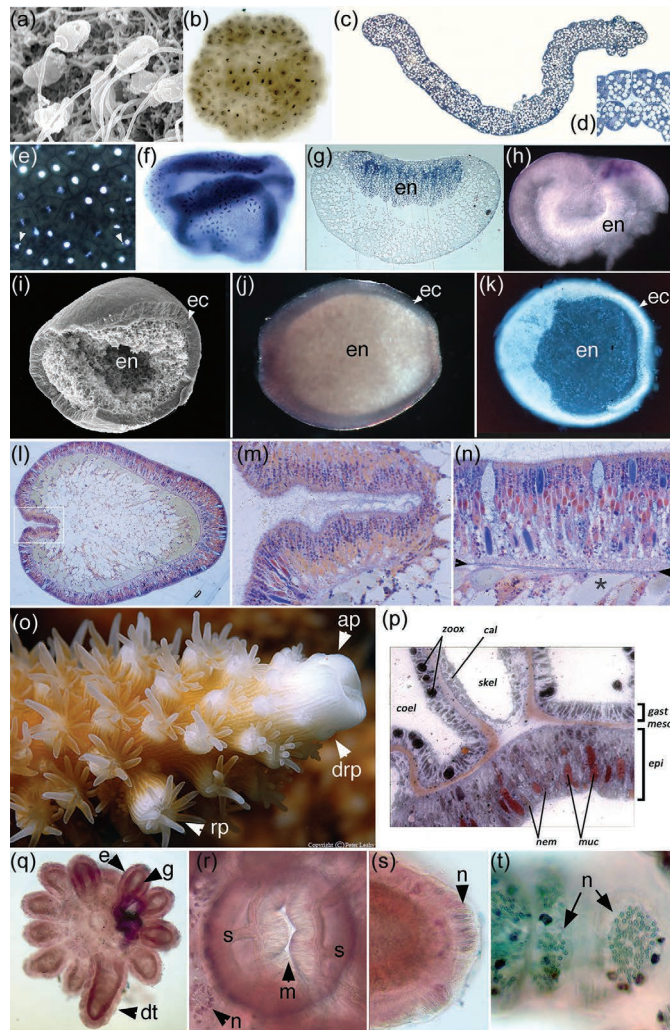 (a)
(b)
(c)
(d)
(e)
(f)
(g)
en
(h)
en
(i)
ec
en
(j)
ec
en
(k)
ec
en
(l)
(m)
(n)
*
(o)
ap
drp
rp
Copyright (C) Peter Leahy
(p)
zoox
cal
coel
skel
gast
meso
epi
nem
muc
(q)
e
g
dt
(r)
s
s
m
n
(s)
n
(t)
n